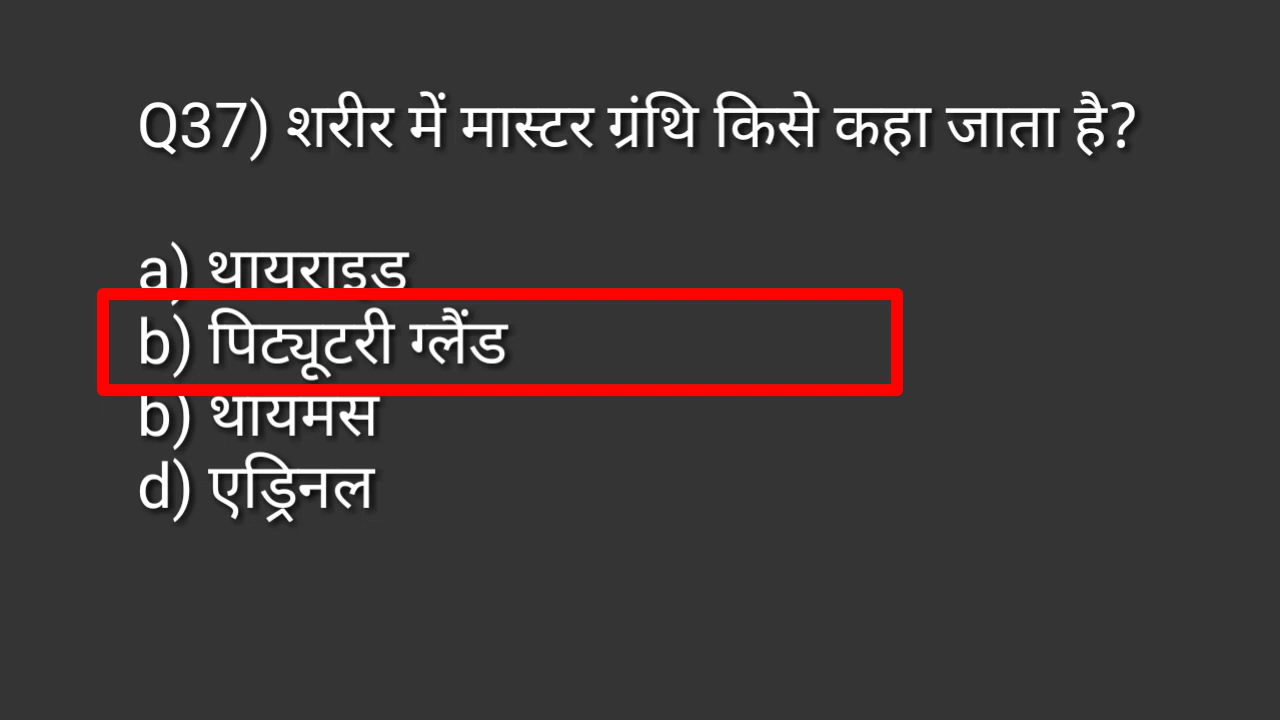 Q37) शरीर में मास्टर ग्रंथि किसे कहा जाता है?
a) थायराइड
b) पिट्यूटरी ग्लैंड
b) थायमस
d) एड्रिनल